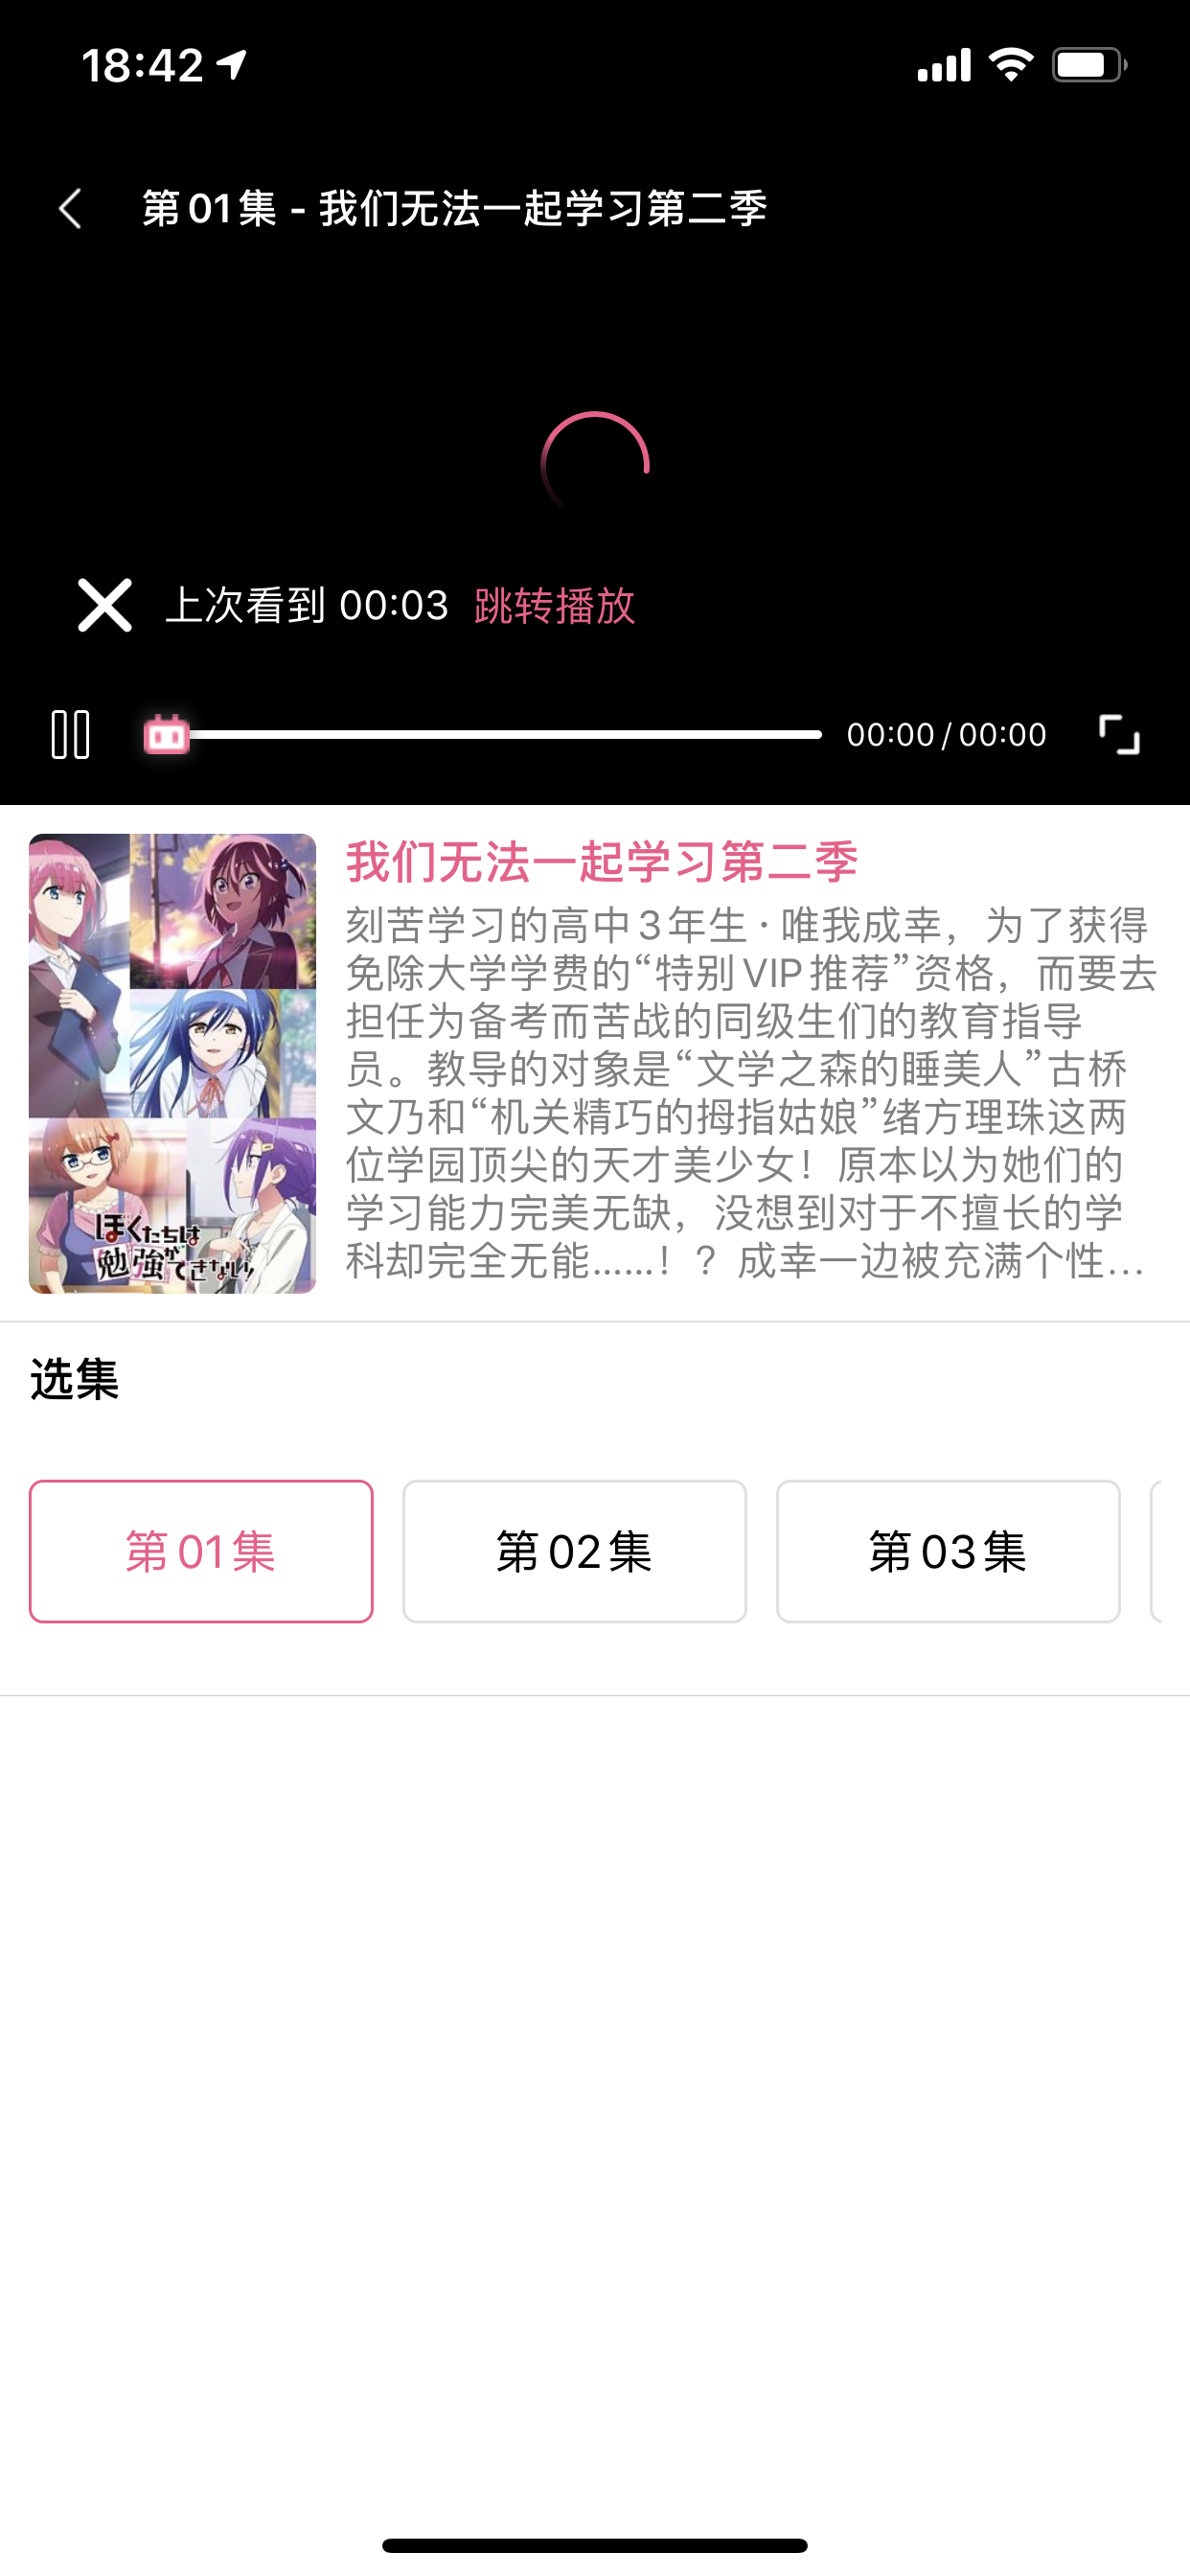 18:42
第01集 - 我们无法一起学习第二季
上次看到 00:03 跳转播放
00:00 / 00:00
我们无法一起学习第二季
刻苦学习的高中3年生·唯我成幸，为了获得
免除大学学费的“特别VIP推荐”资格，而要去
担任为备考而苦战的同级生们的教育指导
员。教导的对象是“文学之森的睡美人”古桥
文乃和“机关精巧的拇指姑娘”绪方理珠这两
位学园顶尖的天才美少女！原本以为她们的
学习能力完美无缺，没想到对于不擅长的学
科却完全无能……！？成幸一边被充满个性...
ぼくたちは
勉強ができない
选集
第01集
第02集
第03集